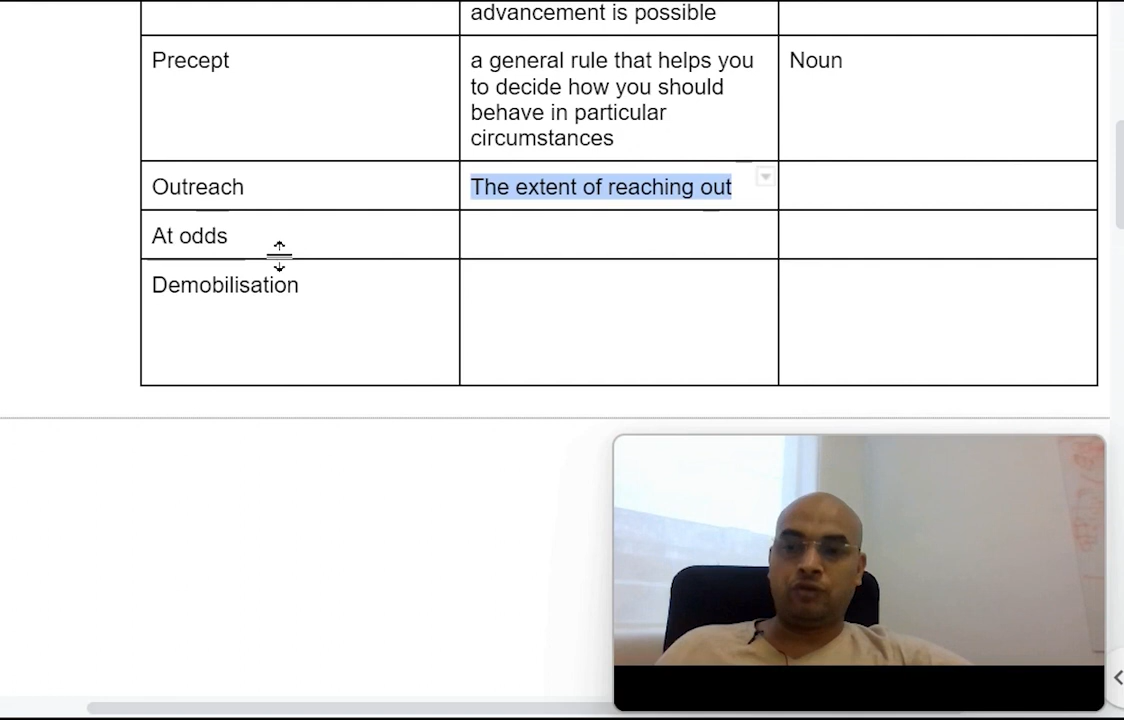 advancement is possible
Precept
a general rule that helps you
to decide how you should
behave in particular
circumstances
Noun
Outreach
The extent of reaching out
At odds
Demobilisation